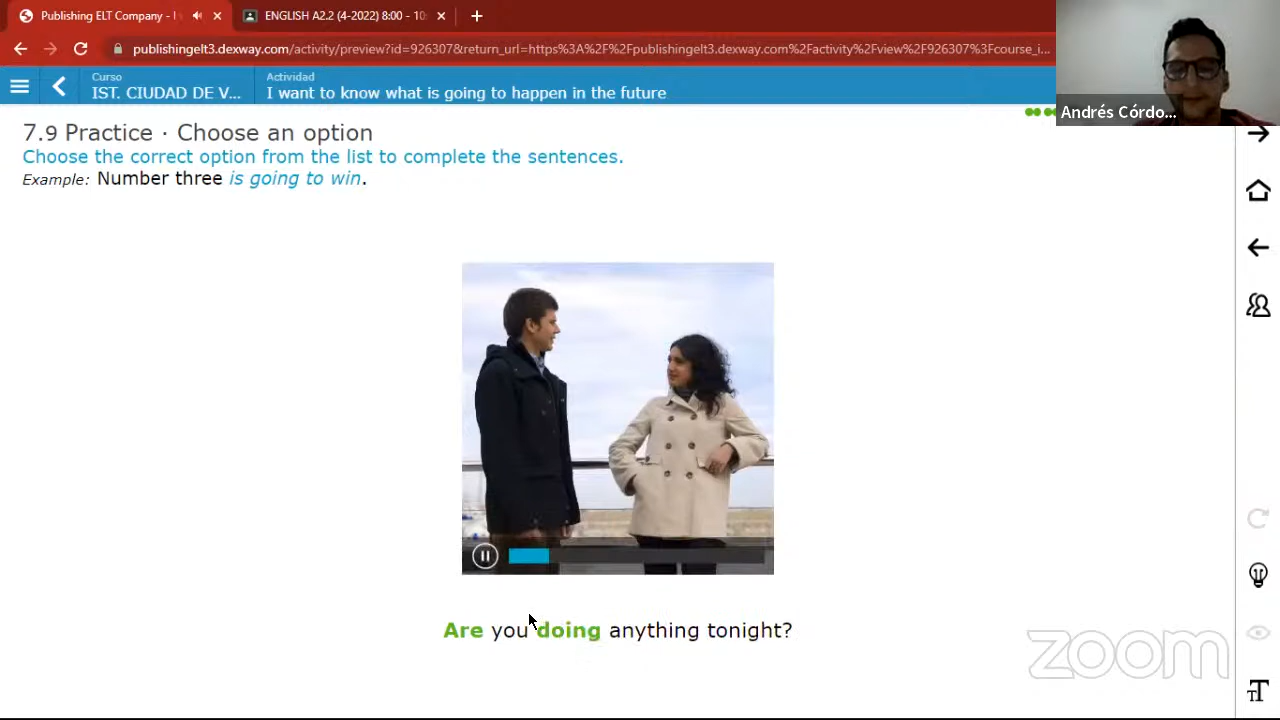 Publishing ELT Company - I
ENGLISH A2.2 (4-2022) 8:00 - 10:
publishingelt3.dexway.com/activity/preview?id=926307&return_url=https%3A%2F%2Fpublishingelt3.dexway.com%2Factivity%2Fview%2F926307%3Fcourse_i...
Curso
IST. CIUDAD DE V...
Actividad
I want to know what is going to happen in the future
Andrés Córdo...
7.9 Practice · Choose an option
Choose the correct option from the list to complete the sentences.
Example: Number three is going to win.
Are you doing anything tonight?
zoom
TT